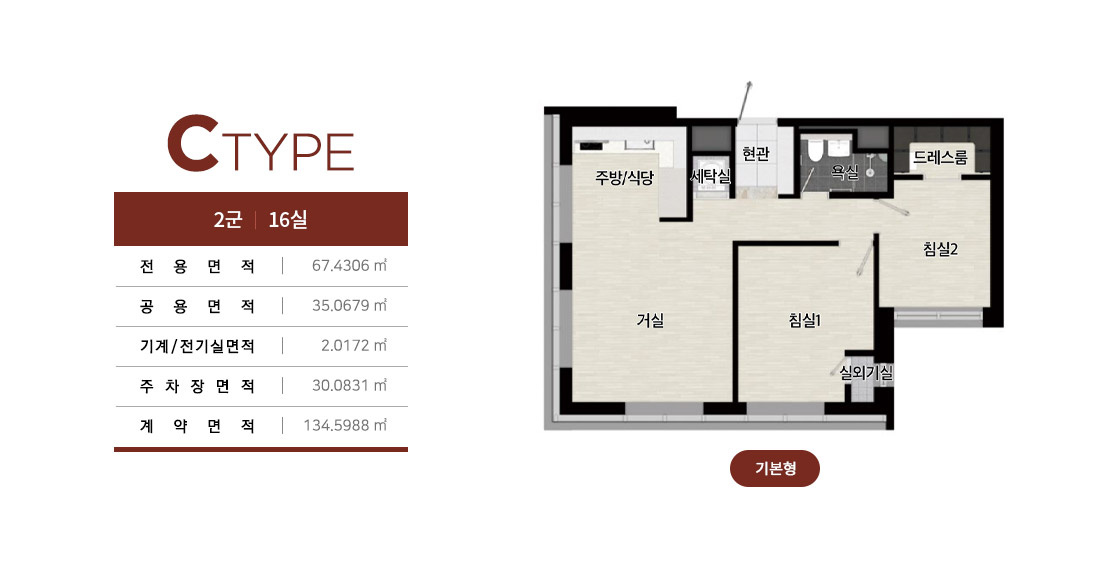 C TYPE
2군 | 16실
전용면적 | 67.4306 ㎡
공용면적 | 35.0679 ㎡
기계/전기실면적 | 2.0172 ㎡
주차장면적 | 30.0831 ㎡
계약면적 | 134.5988 ㎡
현관
드레스룸
주방/식당
세탁실
욕실
침실2
거실
침실1
실외기실
기본형